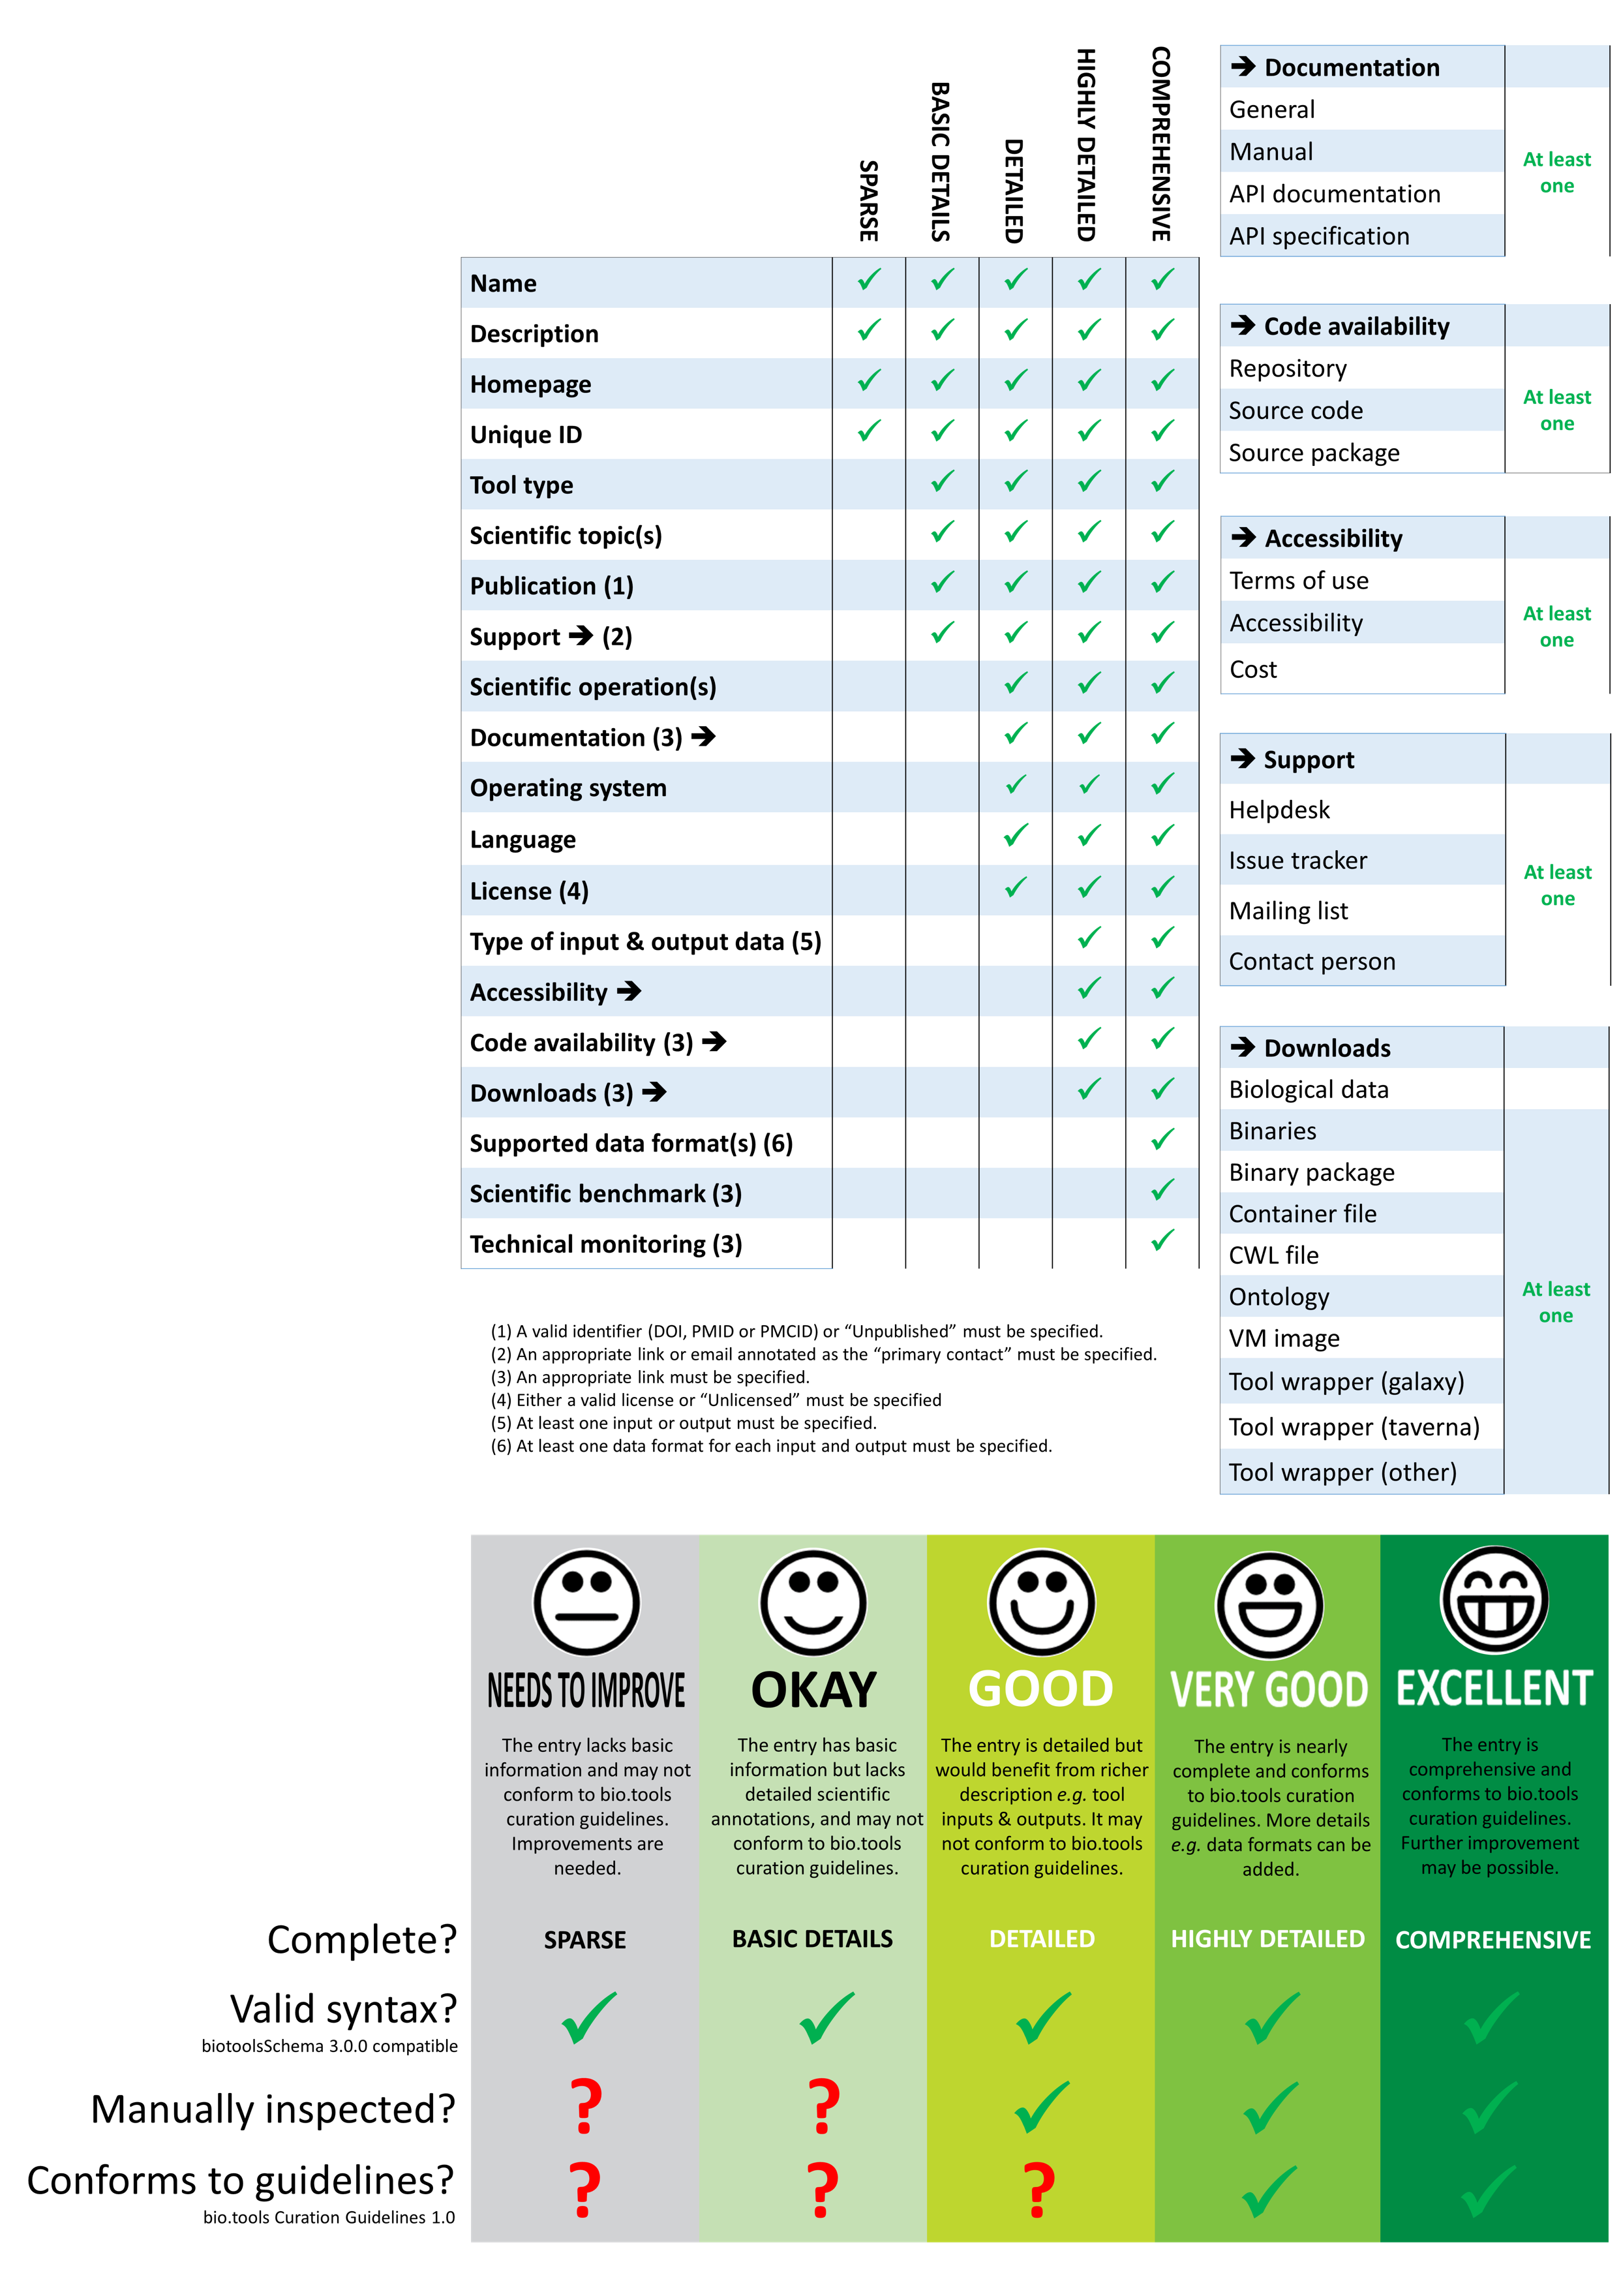 SPARSE
BASIC DETAILS
DETAILED
HIGHLY DETAILED
COMPREHENSIVE
Name
Description
Homepage
Unique ID
Tool type
Scientific topic(s)
Publication (1)
Support ➔ (2)
Scientific operation(s)
Documentation (3) ➔
Operating system
Language
License (4)
Type of input & output data (5)
Accessibility ➔
Code availability (3) ➔
Downloads (3) ➔
Supported data format(s) (6)
Scientific benchmark (3)
Technical monitoring (3)
(1) A valid identifier (DOI, PMID or PMCID) or “Unpublished” must be specified.
(2) An appropriate link or email annotated as the “primary contact” must be specified.
(3) An appropriate link must be specified.
(4) Either a valid license or “Unlicensed” must be specified
(5) At least one input or output must be specified.
(6) At least one data format for each input and output must be specified.
➔ Documentation
General
Manual
API documentation
API specification
At least
one
➔ Code availability
Repository
Source code
Source package
At least
one
➔ Accessibility
Terms of use
Accessibility
Cost
At least
one
➔ Support
Helpdesk
Issue tracker
Mailing list
Contact person
At least
one
➔ Downloads
Biological data
Binaries
Binary package
Container file
CWL file
Ontology
VM image
Tool wrapper (galaxy)
Tool wrapper (taverna)
Tool wrapper (other)
At least
one
NEEDS TO IMPROVE
The entry lacks basic
information and may not
conform to bio.tools
curation guidelines.
Improvements are
needed.
OKAY
The entry has basic
information but lacks
detailed scientific
annotations, and may not
conform to bio.tools
curation guidelines.
GOOD
The entry is detailed but
would benefit from richer
description e.g. tool
inputs & outputs. It may
not conform to bio.tools
curation guidelines.
VERY GOOD
The entry is nearly
complete and conforms
to bio.tools curation
guidelines. More details
e.g. data formats can be
added.
EXCELLENT
The entry is
comprehensive and
conforms to bio.tools
curation guidelines.
Further improvement
may be possible.
Complete?
SPARSE
BASIC DETAILS
DETAILED
HIGHLY DETAILED
COMPREHENSIVE
Valid syntax?
biotoolsSchema 3.0.0 compatible
Manually inspected?
? ?
Conforms to guidelines?
bio.tools Curation Guidelines 1.0
? ? ?